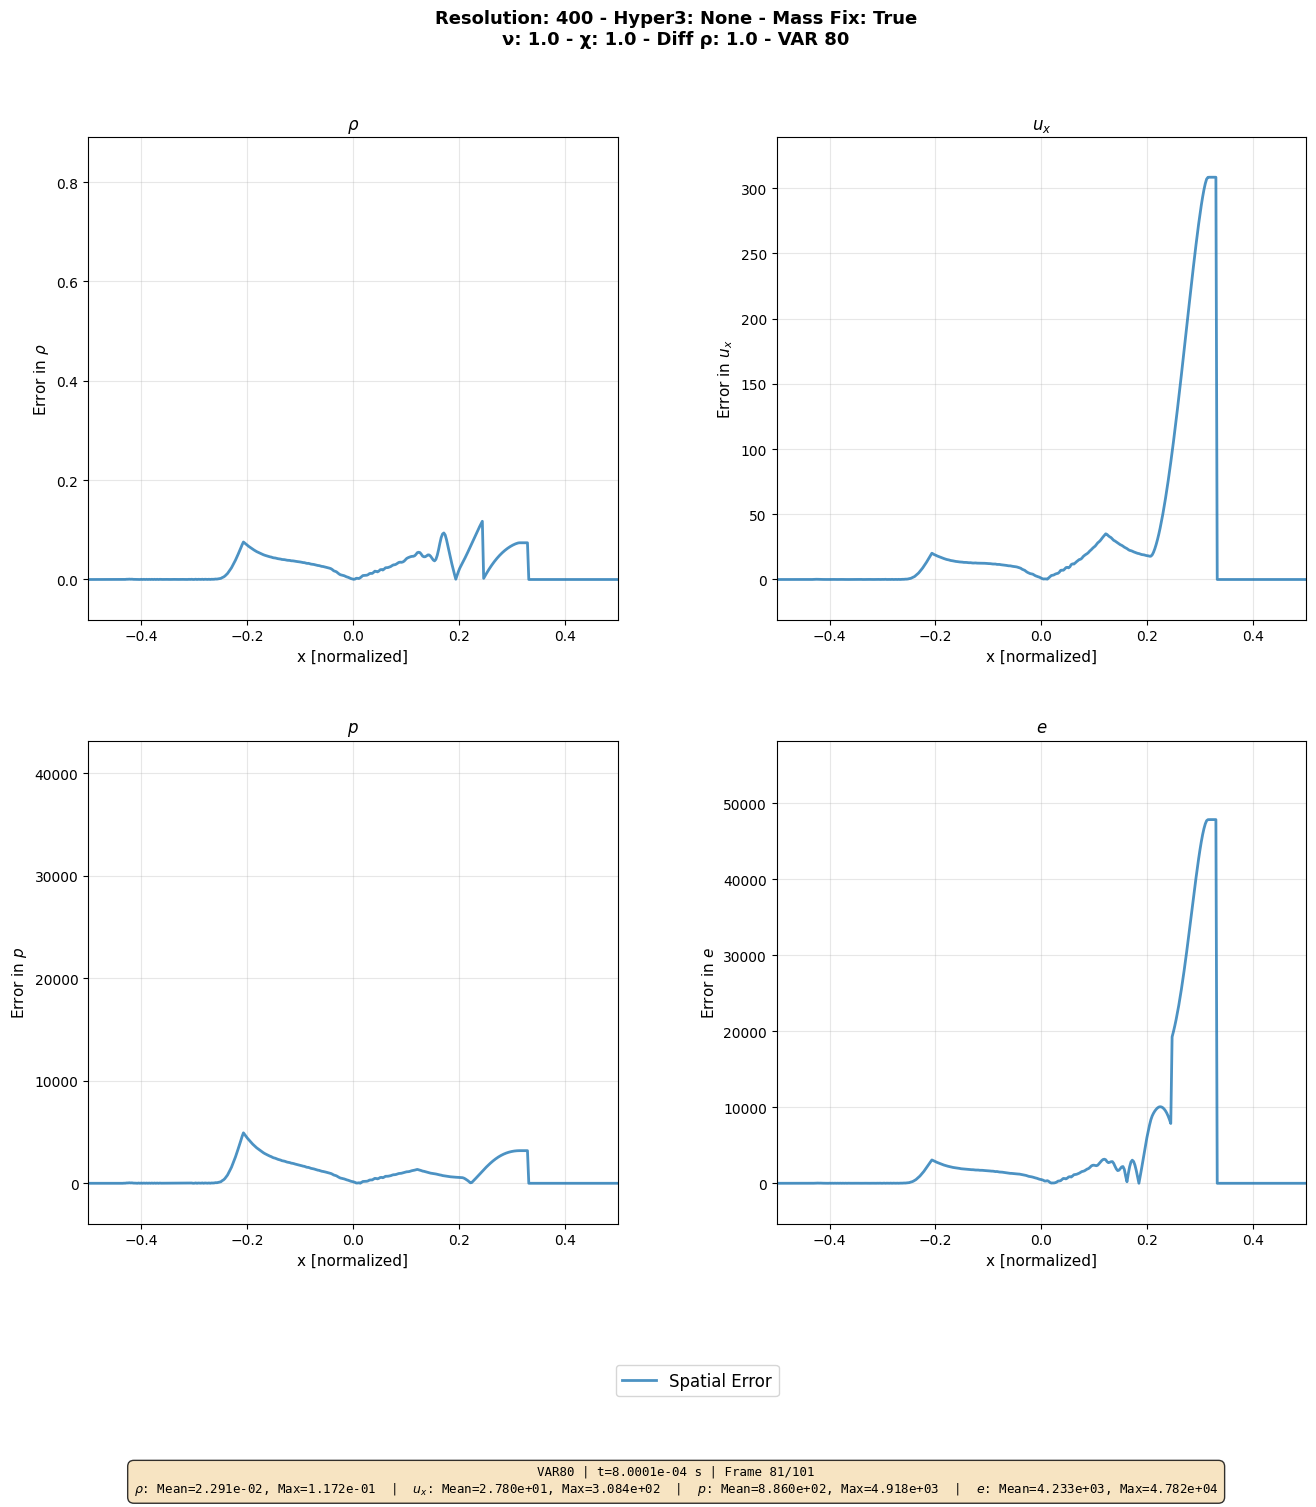 Resolution: 400 - Hyper3: None - Mass Fix: True
ν: 1.0 - χ: 1.0 - Diff ρ: 1.0 - VAR 80
ρ
Error in ρ
0.8
0.6
0.4
0.2
0.0
−0.4 −0.2 0.0 0.2 0.4
x [normalized]
uₓ
Error in uₓ
300
250
200
150
100
50
0
−0.4 −0.2 0.0 0.2 0.4
x [normalized]
p
Error in p
40000
30000
20000
10000
0
−0.4 −0.2 0.0 0.2 0.4
x [normalized]
e
Error in e
50000
40000
30000
20000
10000
0
−0.4 −0.2 0.0 0.2 0.4
x [normalized]
Spatial Error
VAR80 | t=8.0001e-04 s | Frame 81/101
ρ: Mean=2.291e-02, Max=1.172e-01 | uₓ: Mean=2.780e+01, Max=3.084e+02 | p: Mean=8.860e+02, Max=4.918e+03 | e: Mean=4.233e+03, Max=4.782e+04